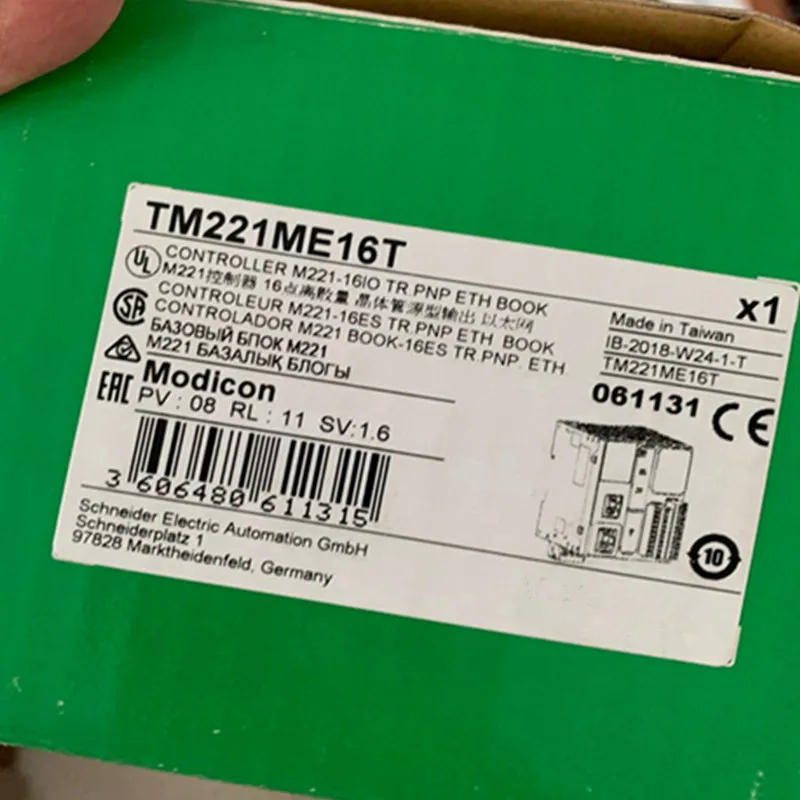 TM221ME16T
CONTROLLER M221-16IO TR.PNP ETH BOOK
M221控制器 16点离散量 晶体管源型输出 以太网
CONTROLEUR M221-16ES TR.PNP ETH BOOK
CONTROLADOR M221 BOOK-16ES TR.PNP. ETH
БАЗОВЫЙ БЛОК M221
M221 БАЗАЛЫҚ БЛОГЫ
UL
SA
EAC
Modicon
PV : 08 RL : 11 SV:1.6
3 606480 611315
Schneider Electric Automation GmbH
Schneiderplatz 1
97828 Marktheidenfeld, Germany
x1
Made in Taiwan
IB-2018-W24-1-T
TM221ME16T
061131 CE
10